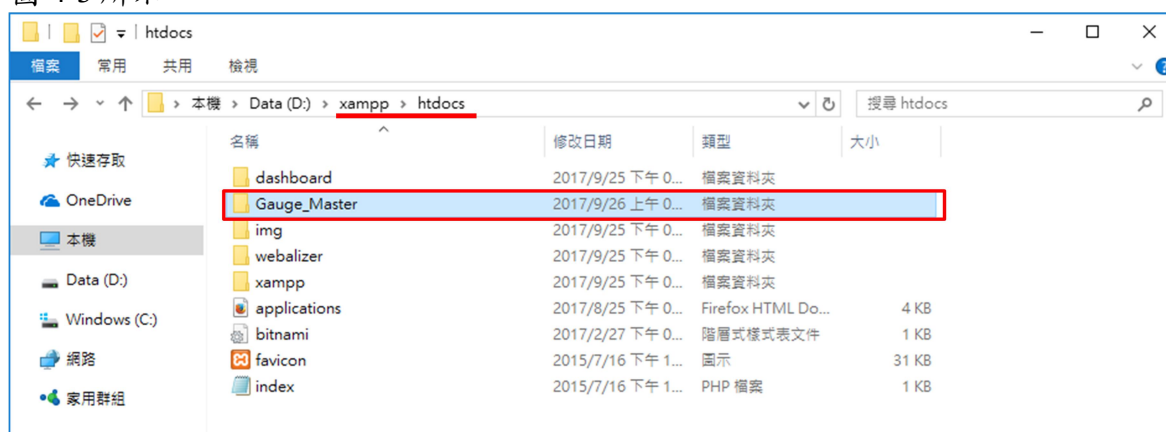 htdocs
檔案 常用 共用 檢視
本機 > Data (D:) > xampp > htdocs 搜尋 htdocs
名稱 修改日期 類型 大小
快速存取
OneDrive
本機
Data (D:)
Windows (C:)
網路
家用群組
dashboard 2017/9/25 下午 0... 檔案資料夾
Gauge_Master 2017/9/26 上午 0... 檔案資料夾
img 2017/9/25 下午 0... 檔案資料夾
webalizer 2017/9/25 下午 0... 檔案資料夾
xampp 2017/9/25 下午 0... 檔案資料夾
applications 2017/8/25 下午 0... Firefox HTML Do... 4 KB
bitnami 2017/2/27 下午 0... 階層式樣式表文件 1 KB
favicon 2015/7/16 下午 1... 圖示 31 KB
index 2015/7/16 下午 1... PHP 檔案 1 KB